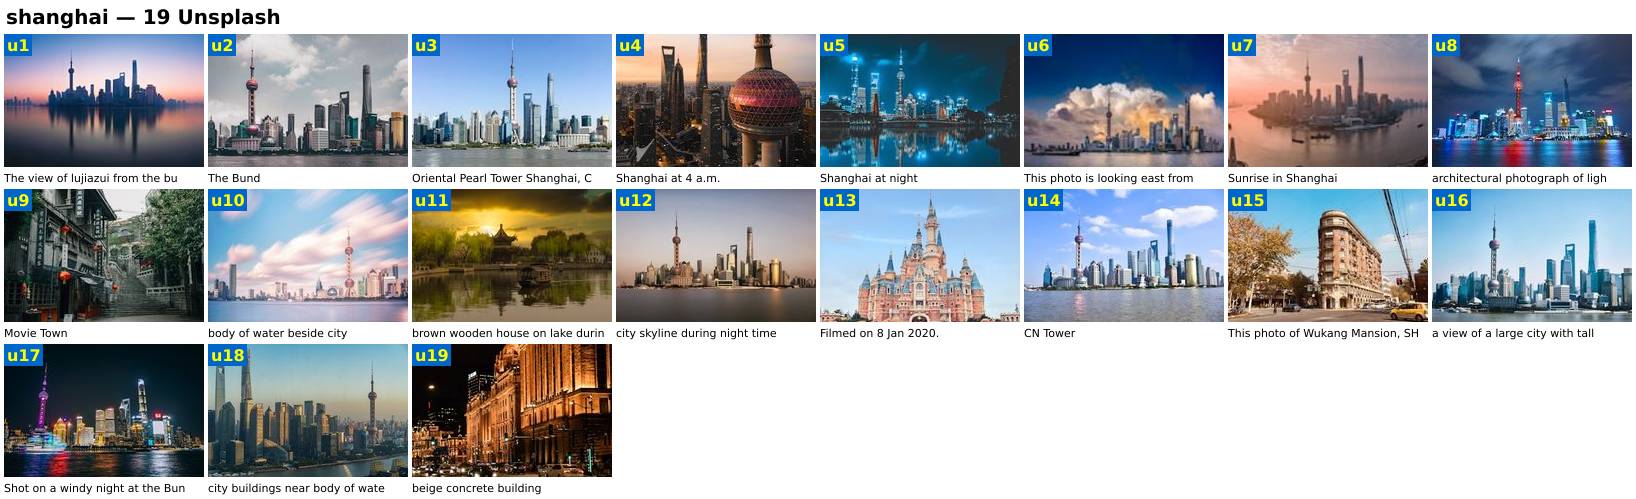 shanghai — 19 Unsplash
u1 u2 u3 u4 u5 u6 u7 u8
The view of lujiazui from the bu
The Bund
Oriental Pearl Tower Shanghai, C
Shanghai at 4 a.m.
Shanghai at night
This photo is looking east from
Sunrise in Shanghai
architectural photograph of ligh
u9 u10 u11 u12 u13 u14 u15 u16
Movie Town
body of water beside city
brown wooden house on lake durin
city skyline during night time
Filmed on 8 Jan 2020.
CN Tower
This photo of Wukang Mansion, SH
a view of a large city with tall
u17 u18 u19
Shot on a windy night at the Bun
city buildings near body of wate
beige concrete building